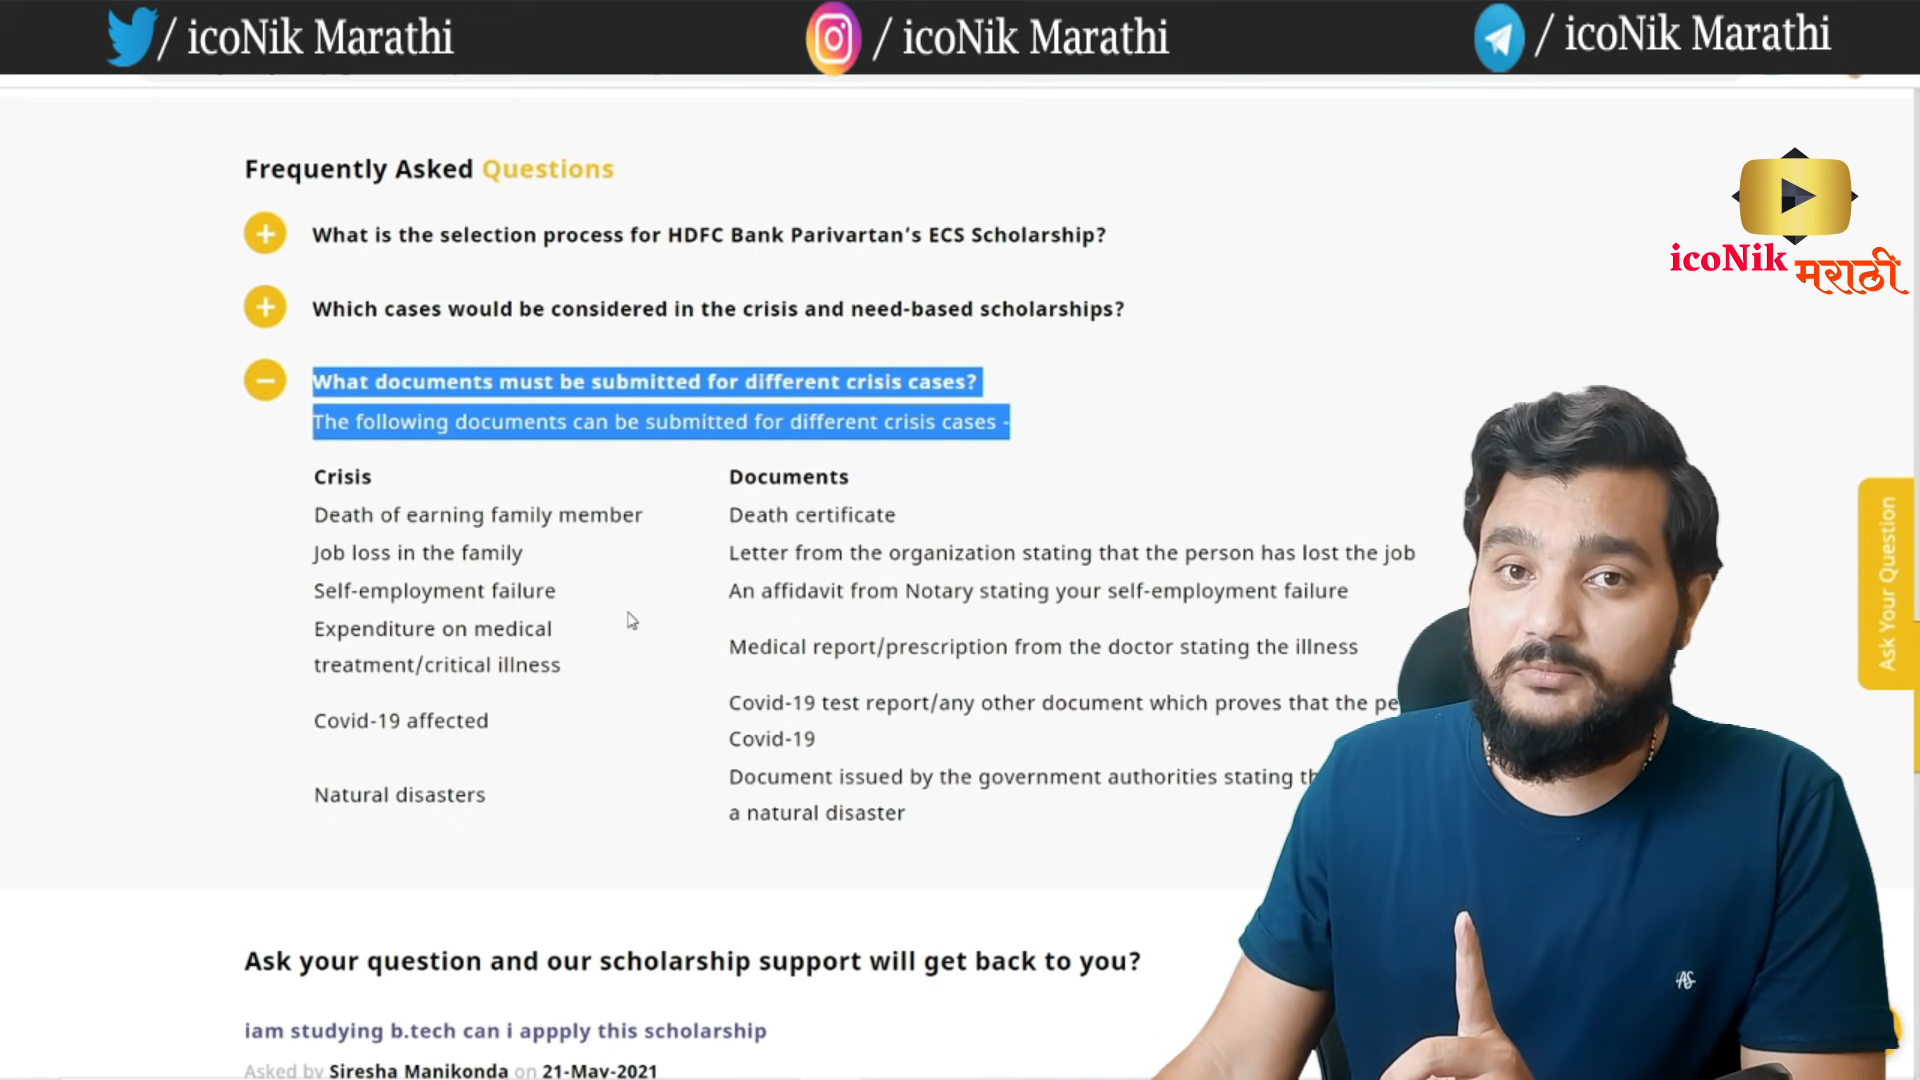 / icoNik Marathi
/ icoNik Marathi
/ icoNik Marathi
icoNik मराठी
Frequently Asked Questions
What is the selection process for HDFC Bank Parivartan's ECS Scholarship?
Which cases would be considered in the crisis and need-based scholarships?
What documents must be submitted for different crisis cases?
The following documents can be submitted for different crisis cases -
Crisis Documents
Death of earning family member Death certificate
Job loss in the family Letter from the organization stating that the person has lost the job
Self-employment failure An affidavit from Notary stating your self-employment failure
Expenditure on medical
treatment/critical illness
Medical report/prescription from the doctor stating the illness
Covid-19 affected
Covid-19 test report/any other document which proves that the
Covid-19
Natural disasters
Document issued by the government authorities stating
a natural disaster
Ask Your Question
AS
Ask your question and our scholarship support will get back to you?
iam studying b.tech can i appply this scholarship
Asked by Siresha Manikonda on 21-May-2021